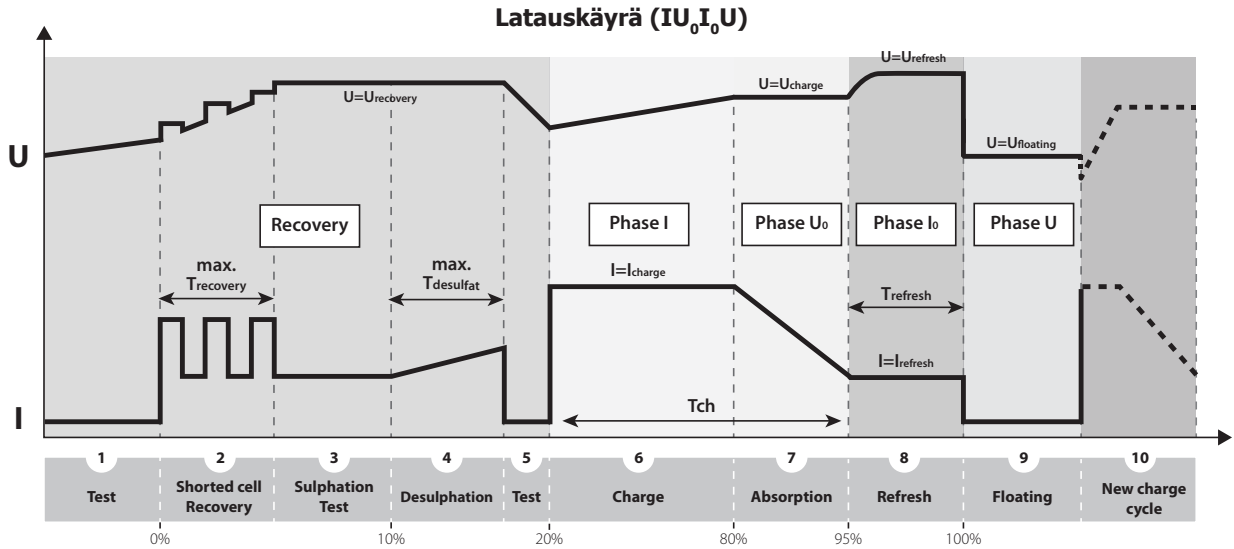 Latauskäyrä (IU₀I₀U)
U=Urefresh
U=Urecovery
U=Ucharge
U
U=Ufloating
Recovery
Phase I
Phase U₀
Phase I₀
Phase U
max.
Trecovery
max.
Tdesulfat
I=Icharge
Trefresh
I=Irefresh
Tch
I
1
2
3
4
5
6
7
8
9
10
Test
Shorted cell
Recovery
Sulphation
Test
Desulphation
Test
Charge
Absorption
Refresh
Floating
New charge
cycle
0%
10%
20%
80%
95%
100%